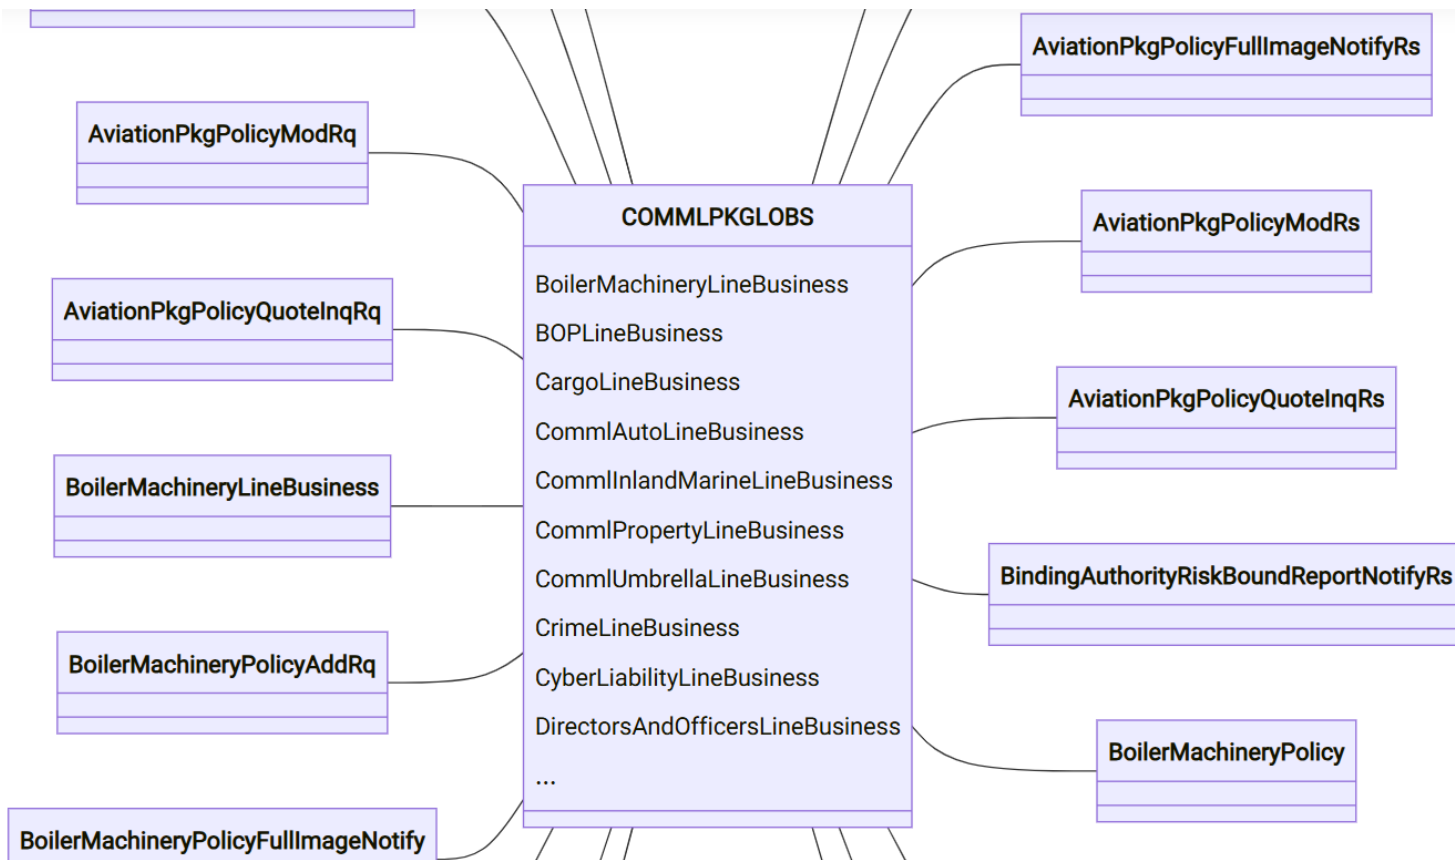 AviationPkgPolicyFullImageNotifyRs
AviationPkgPolicyModRq
COMMLPKGLOBS
AviationPkgPolicyModRs
BoilerMachineryLineBusiness
AviationPkgPolicyQuoteInqRq
BOPLineBusiness
CargoLineBusiness
AviationPkgPolicyQuoteInqRs
CommlAutoLineBusiness
CommlInlandMarineLineBusiness
BoilerMachineryLineBusiness
CommlPropertyLineBusiness
CommlUmbrellaLineBusiness
BindingAuthorityRiskBoundReportNotifyRs
CrimeLineBusiness
BoilerMachineryPolicyAddRq
CyberLiabilityLineBusiness
DirectorsAndOfficersLineBusiness
BoilerMachineryPolicy
...
BoilerMachineryPolicyFullImageNotify